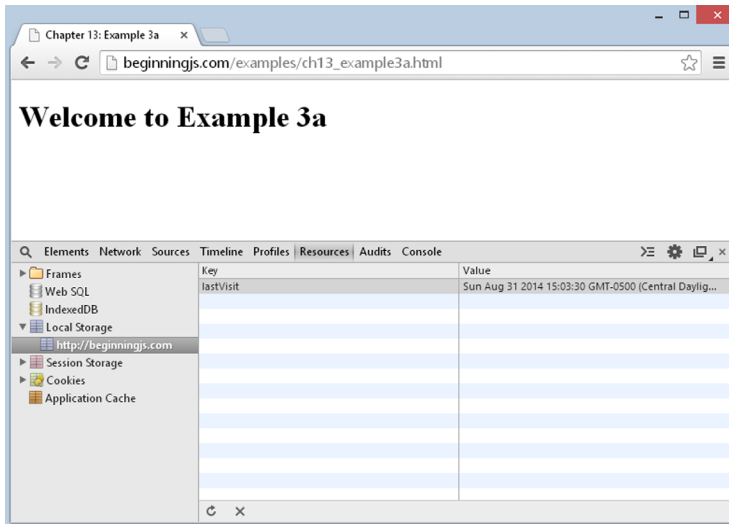 Chapter 13: Example 3a
beginningjs.com/examples/ch13_example3a.html
Welcome to Example 3a
Elements Network Sources Timeline Profiles Resources Audits Console
Frames
Web SQL
IndexedDB
Local Storage
http://beginningjs.com
Session Storage
Cookies
Application Cache
Key Value
lastVisit Sun Aug 31 2014 15:03:30 GMT-0500 (Central Daylig...